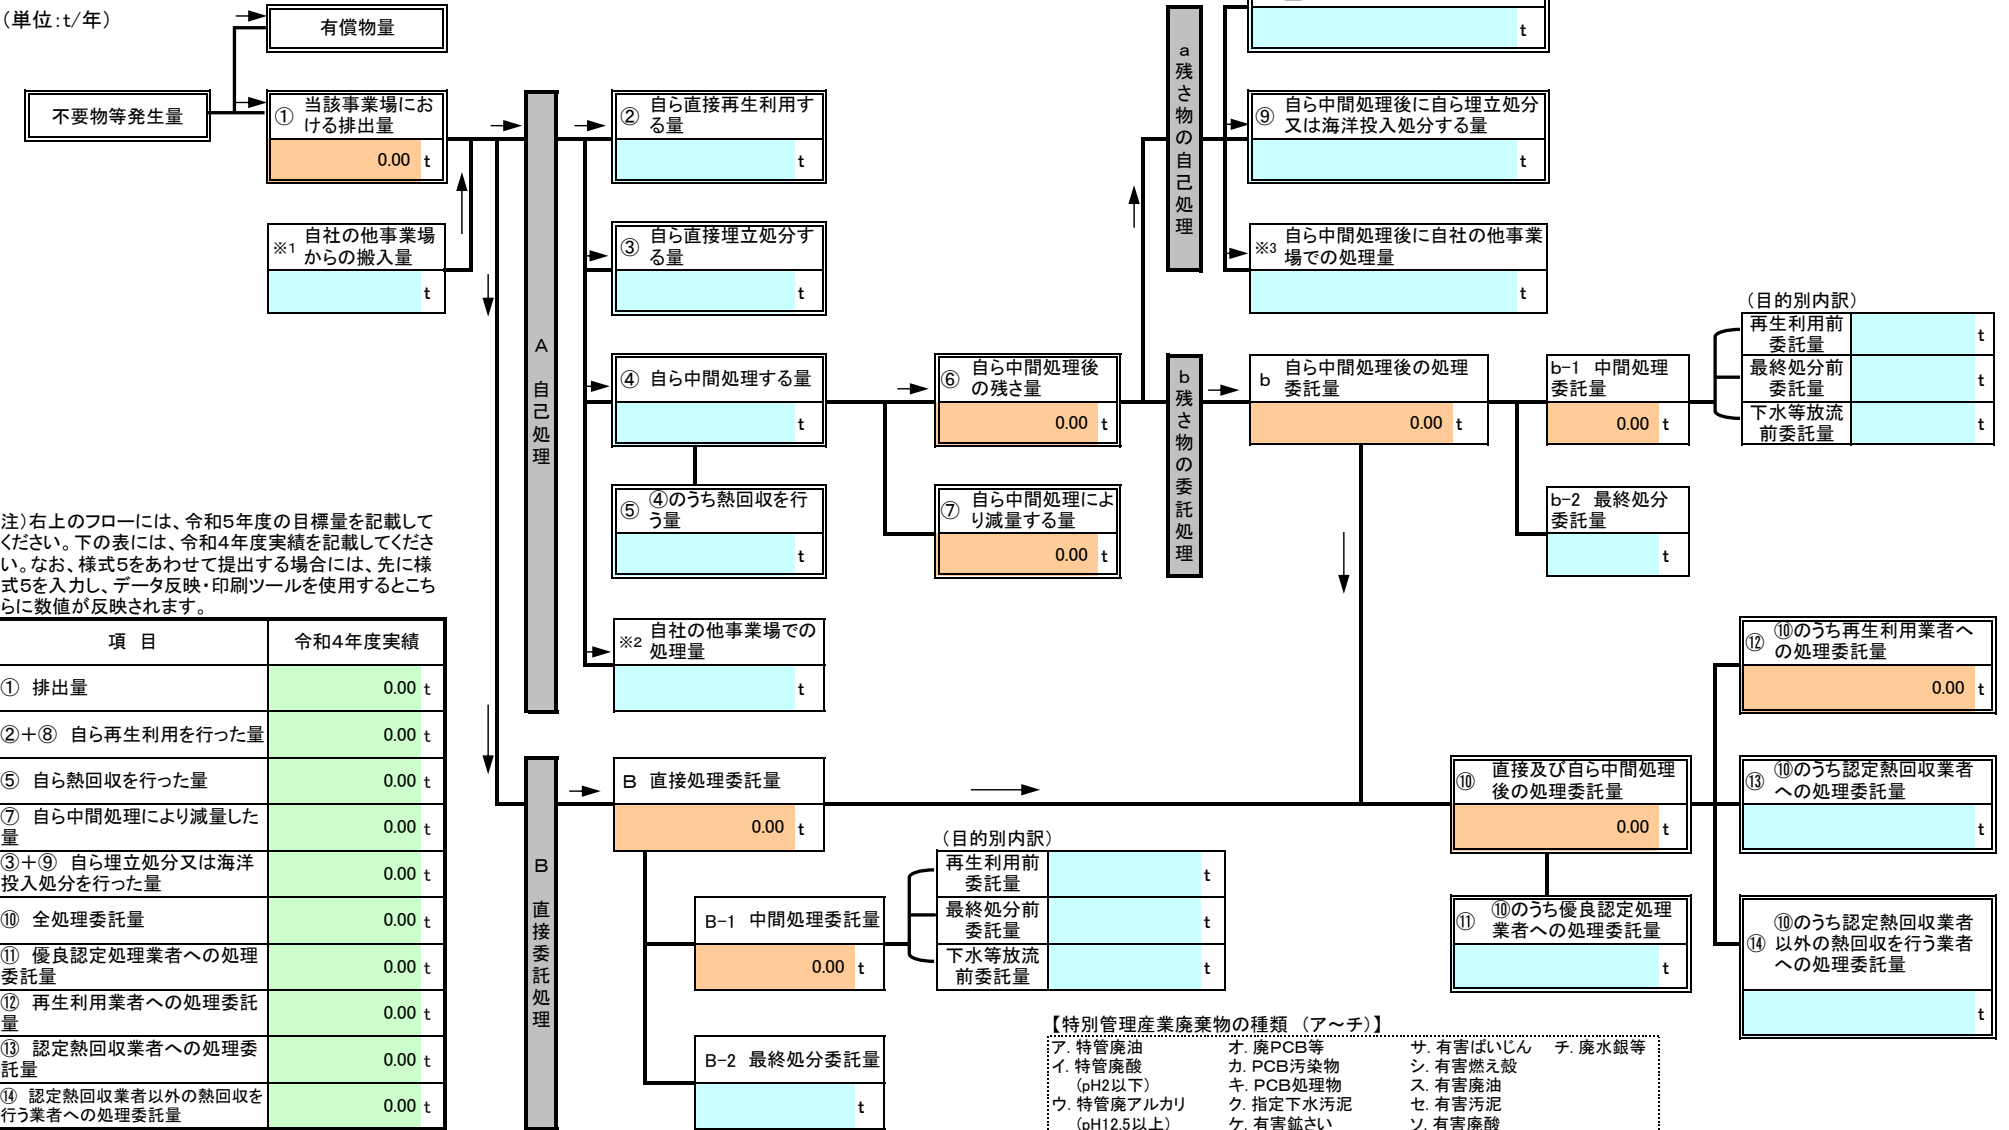 (単位:t/年)
有償物量
不要物等発生量
① 当該事業場にお
ける排出量
0.00 t
※1 自社の他事業場
からの搬入量
t
A 自己処理
② 自ら直接再生利用す
る量
t
③ 自ら直接埋立処分す
る量
t
④ 自ら中間処理する量
t
⑤ ④のうち熱回収を行
う量
t
※2 自社の他事業場での
処理量
t
⑥ 自ら中間処理後
の残さ量
0.00 t
⑦ 自ら中間処理によ
り減量する量
0.00 t
a 残さ物の自己処理
t
⑨ 自ら中間処理後に自ら埋立処分
又は海洋投入処分する量
t
※3 自ら中間処理後に自社の他事業
場での処理量
t
b 残さ物の委託処理
b 自ら中間処理後の処理
委託量
0.00 t
b-1 中間処理
委託量
0.00 t
(目的別内訳)
再生利用前
委託量
t
最終処分前
委託量
t
下水等放流
前委託量
t
b-2 最終処分
委託量
t
注)右上のフローには、令和5年度の目標量を記載して
ください。下の表には、令和4年度実績を記載してくださ
い。なお、様式5をあわせて提出する場合には、先に様
式5を入力し、データ反映・印刷ツールを使用するとこち
らに数値が反映されます。
項 目 令和4年度実績
① 排出量 0.00 t
②+⑧ 自ら再生利用を行った量 0.00 t
⑤ 自ら熱回収を行った量 0.00 t
⑦ 自ら中間処理により減量した
量 0.00 t
③+⑨ 自ら埋立処分又は海洋
投入処分を行った量 0.00 t
⑩ 全処理委託量 0.00 t
⑪ 優良認定処理業者への処理
委託量 0.00 t
⑫ 再生利用業者への処理委託
量 0.00 t
⑬ 認定熱回収業者への処理委
託量 0.00 t
⑭ 認定熱回収業者以外の熱回収を
行う業者への処理委託量 0.00 t
B 直接委託処理
B 直接処理委託量
0.00 t
B-1 中間処理委託量
0.00 t
(目的別内訳)
再生利用前
委託量
t
最終処分前
委託量
t
下水等放流
前委託量
t
B-2 最終処分委託量
t
⑩ 直接及び自ら中間処理
後の処理委託量
0.00 t
⑪ ⑩のうち優良認定処理
業者への処理委託量
t
⑫ ⑩のうち再生利用業者へ
の処理委託量
0.00 t
⑬ ⑩のうち認定熱回収業者
への処理委託量
t
⑭ ⑩のうち認定熱回収業者
以外の熱回収を行う業者
への処理委託量
t
【特別管理産業廃棄物の種類 (ア~チ)】
ア. 特管廃油 オ. 廃PCB等 サ. 有害ばいじん チ. 廃水銀等
イ. 特管廃酸 カ. PCB汚染物 シ. 有害燃え殻
(pH2以下) キ. PCB処理物 ス. 有害廃油
ウ. 特管廃アルカリ ク. 指定下水汚泥 セ. 有害汚泥
(pH12.5以上) ケ. 有害鉱さい ソ. 有害廃酸